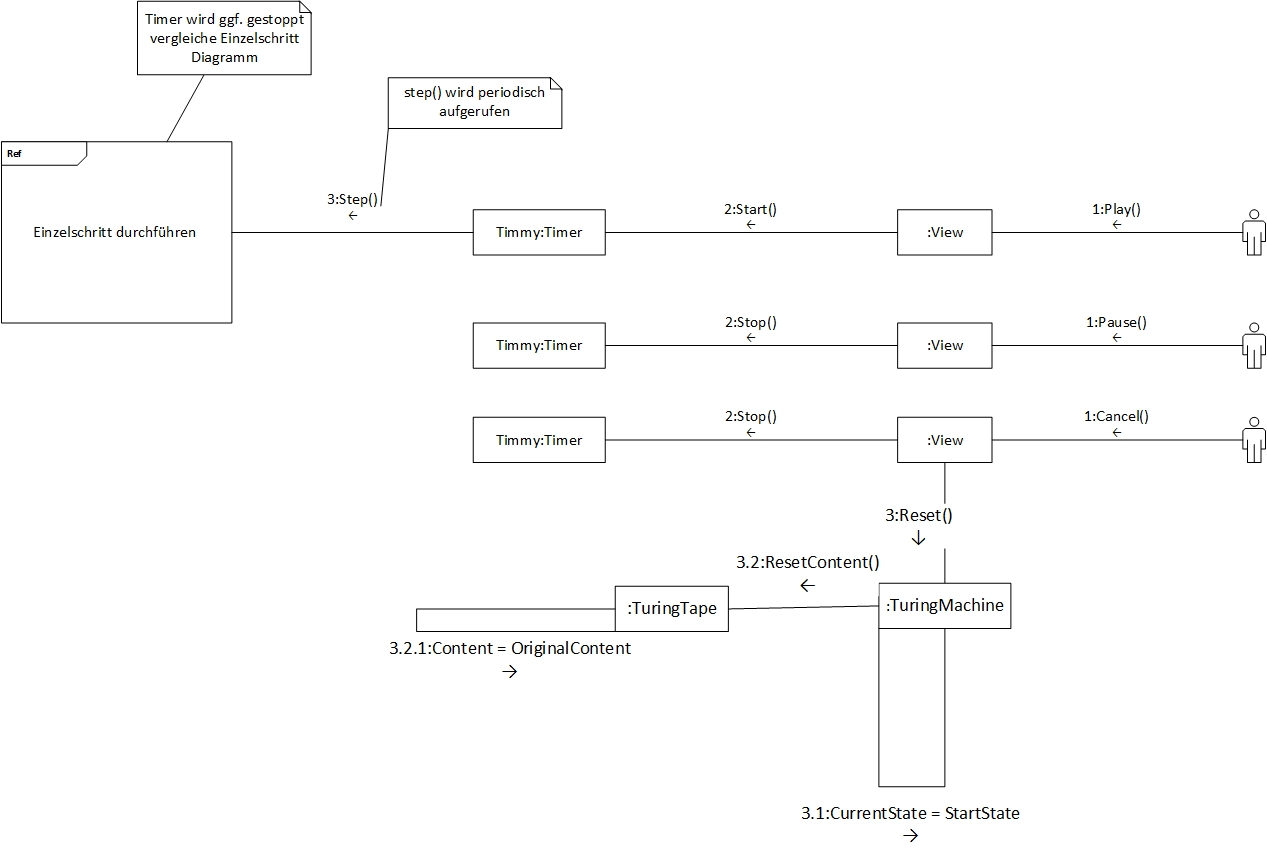 Timer wird ggf. gestoppt
vergleiche Einzelschritt
Diagramm
step() wird periodisch
aufgerufen
Ref
Einzelschritt durchführen
3:Step()
←
Timmy:Timer
2:Start()
←
:View
1:Play()
←
Timmy:Timer
2:Stop()
←
:View
1:Pause()
←
Timmy:Timer
2:Stop()
←
:View
1:Cancel()
←
3:Reset()
↓
3.2:ResetContent()
←
:TuringTape
:TuringMachine
3.2.1:Content = OriginalContent
→
3.1:CurrentState = StartState
→